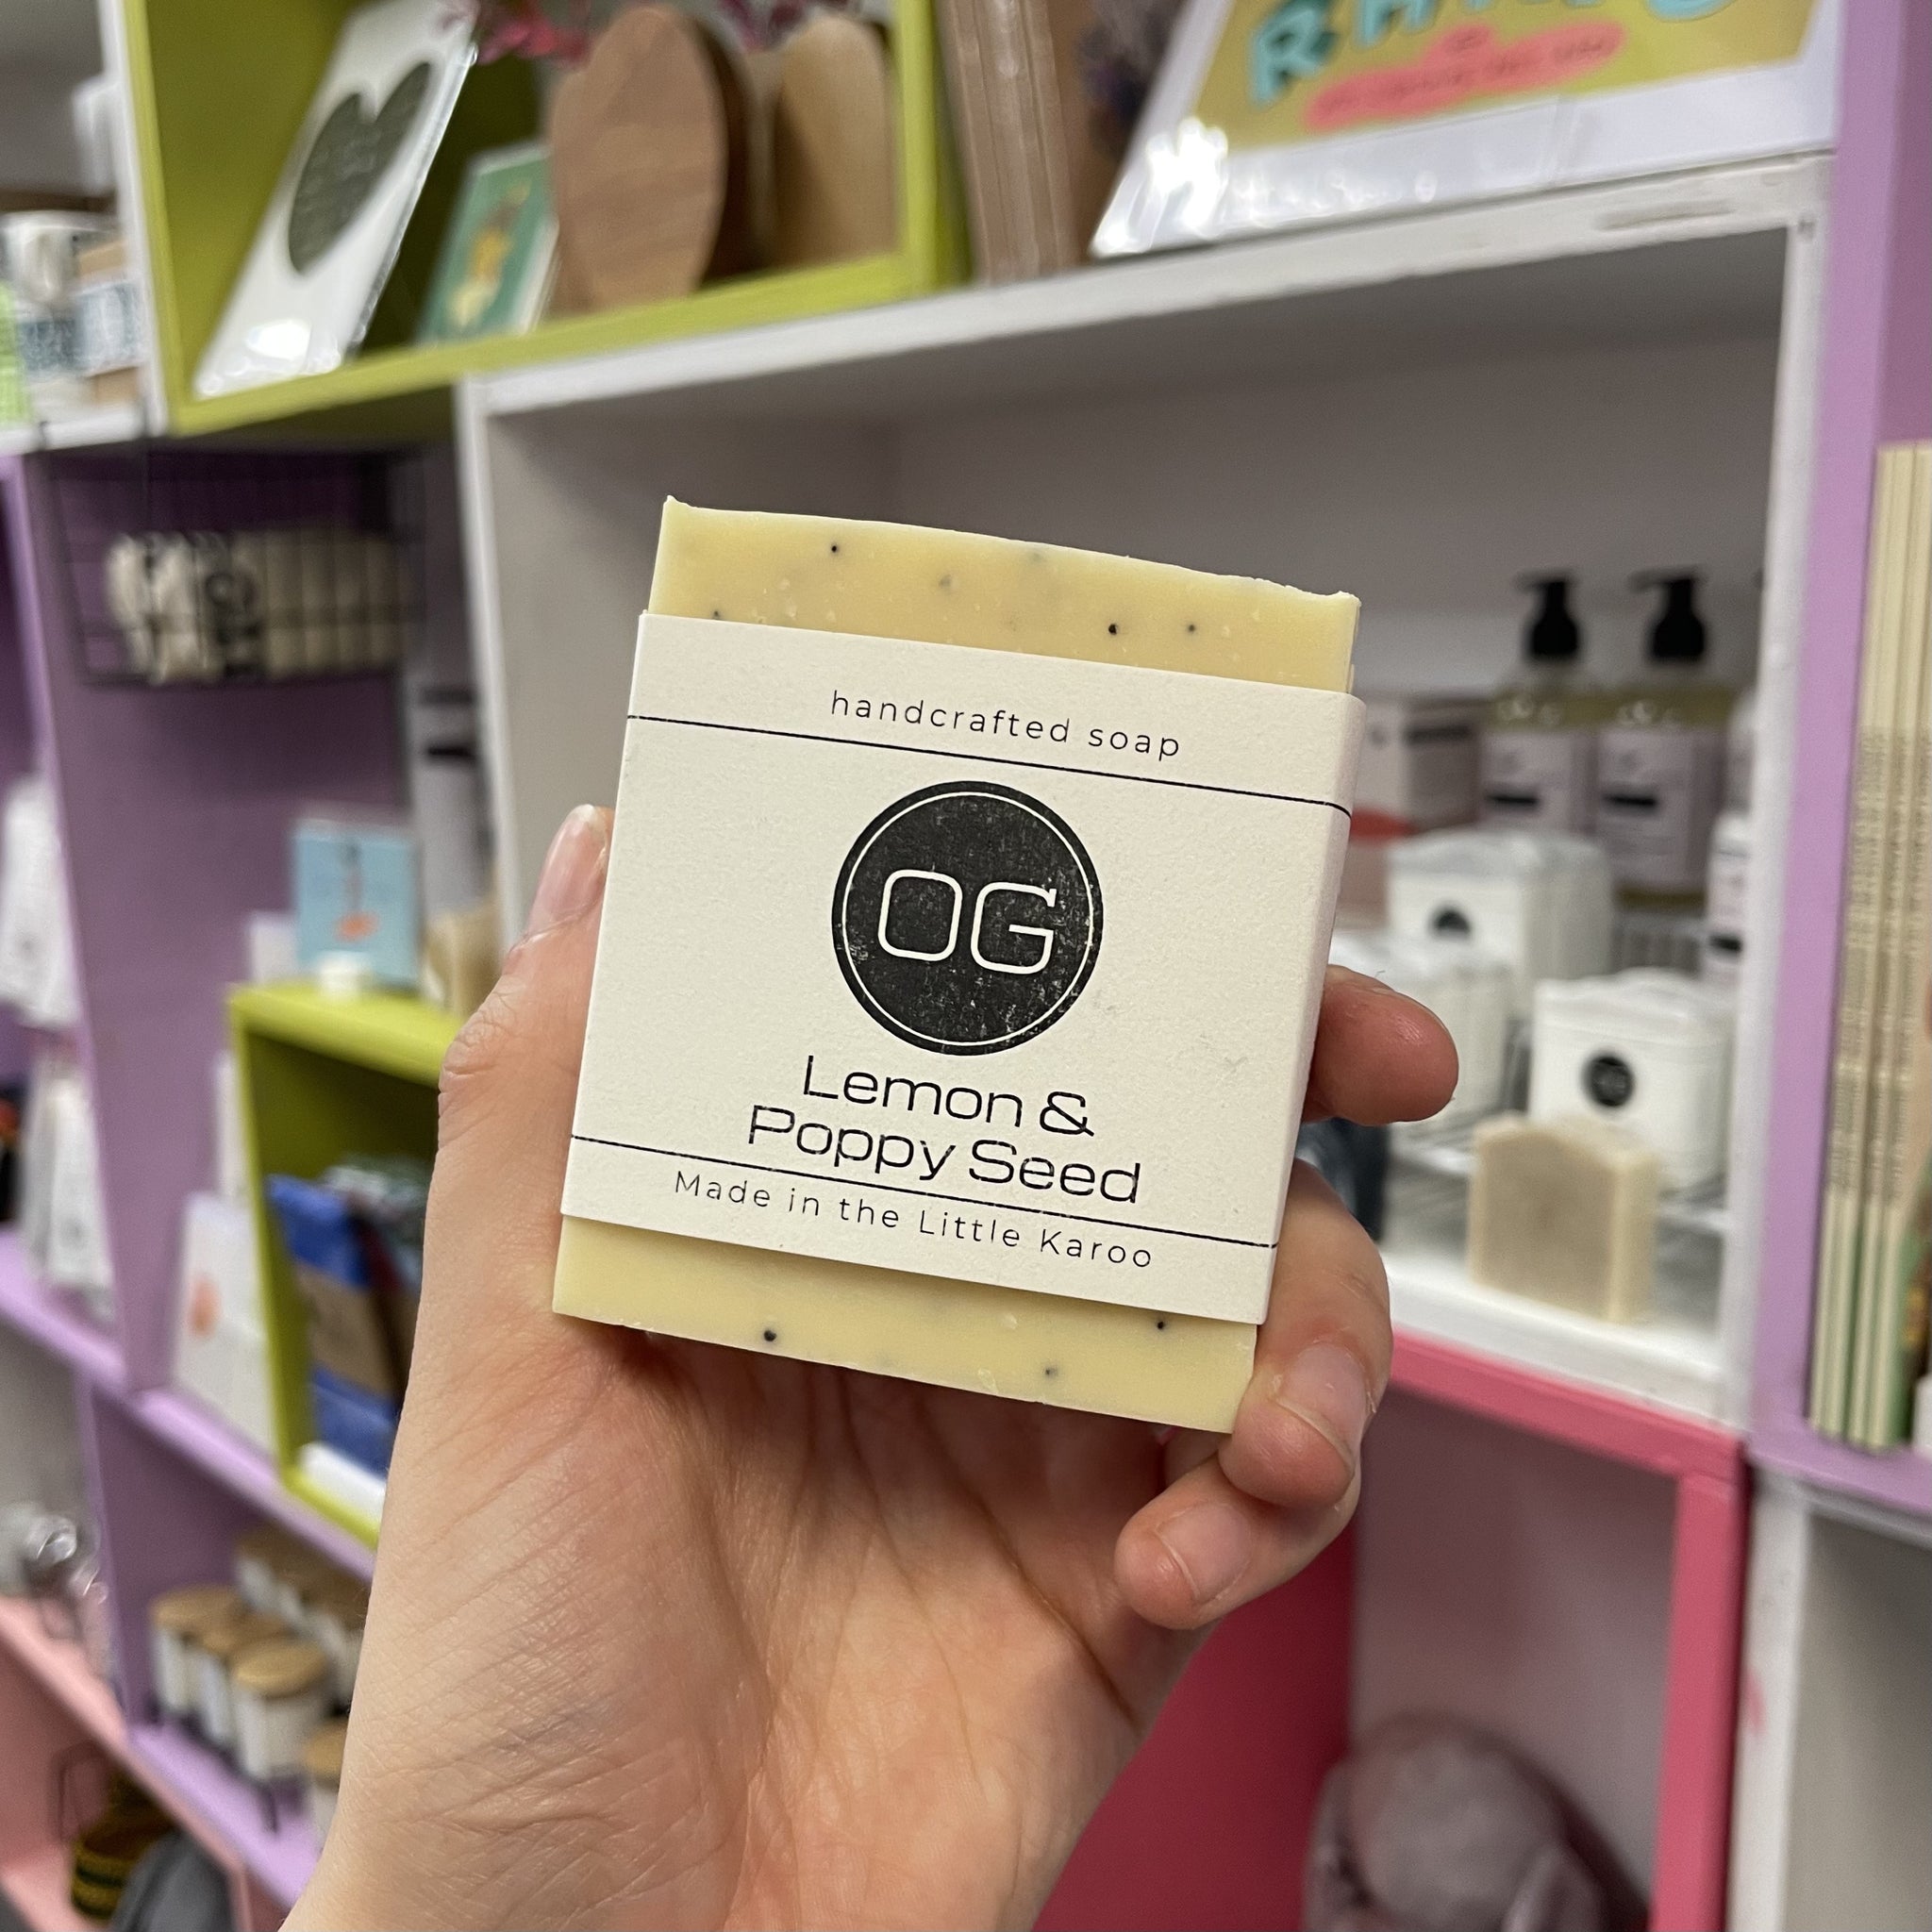 handcrafted soap
OG
Lemon &
Poppy Seed
Made in the Little Karoo